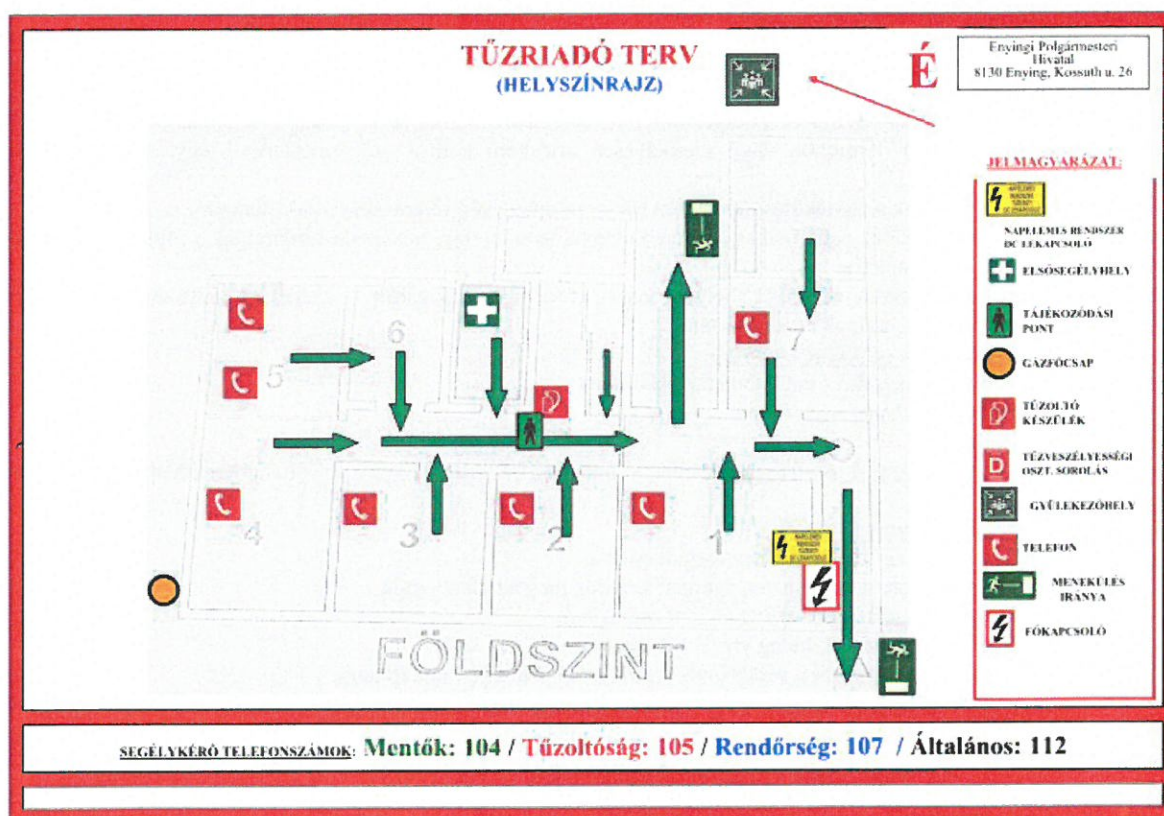 TŰZRIADÓ TERV
(HELYSZÍNRAJZ)
É
Enyingi Polgármesteri
Hivatal
8130 Enying, Kossuth u. 26
JELMAGYARÁZAT:
NAPELEMES RENDSZER
DC LEKAPCSOLÓ
ELSŐSEGÉLYHELY
TÁJÉKOZÓDÁSI
PONT
GÁZFŐCSAP
TŰZOLTÓ
KÉSZÜLÉK
D
TŰZVESZÉLYESSÉGI
OSZT. SOROLÁS
GYÜLEKEZŐHELY
TELEFON
MENEKÜLÉS
IRÁNYA
FŐKAPCSOLÓ
6
7
5
4
3
2
1
FÖLDSZINT
SEGÉLYKÉRŐ TELEFONSZÁMOK: Mentők: 104 / Tűzoltóság: 105 / Rendőrség: 107 / Általános: 112